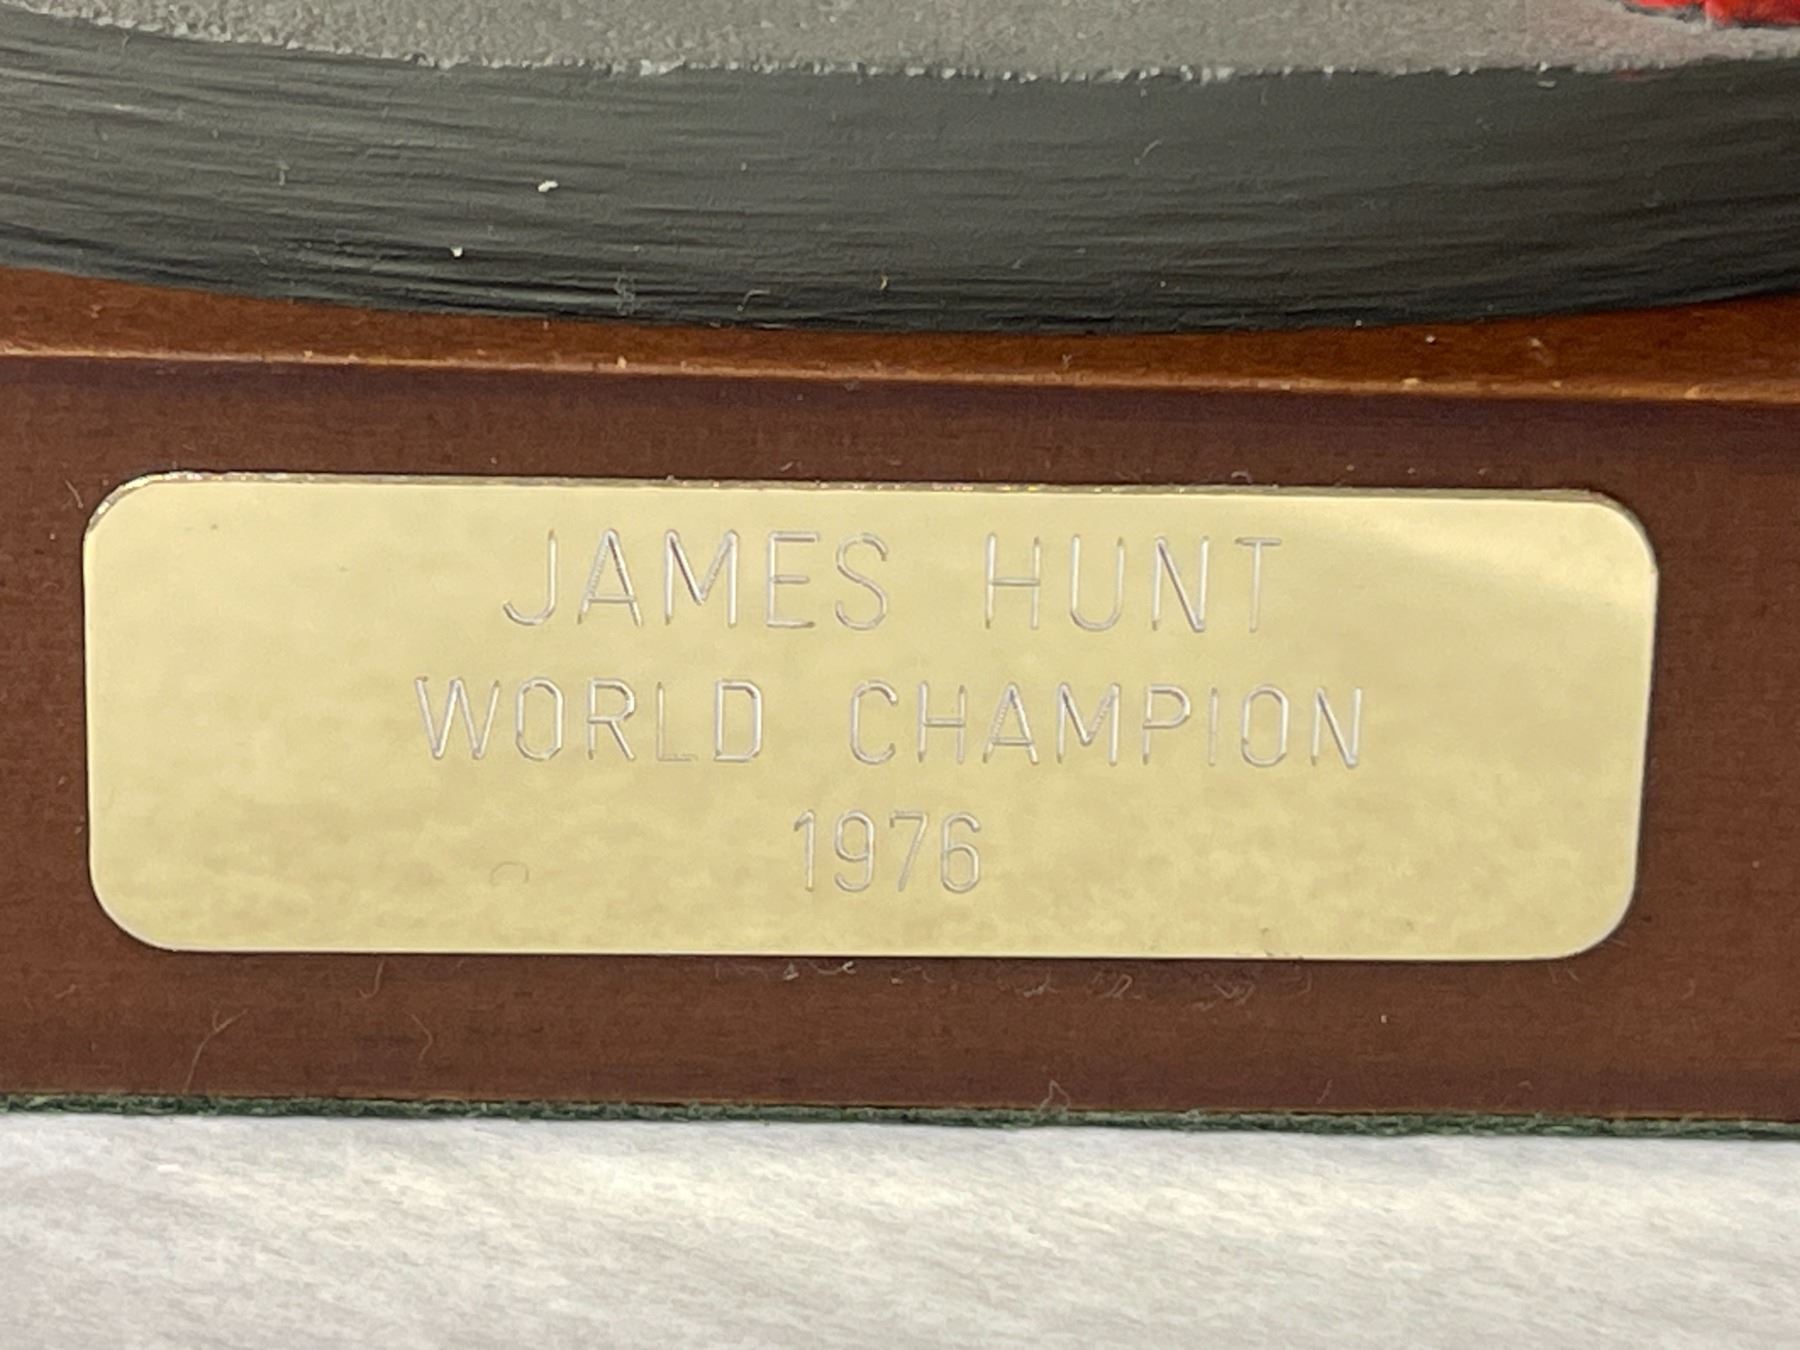 JAMES HUNT
WORLD CHAMPION
1976